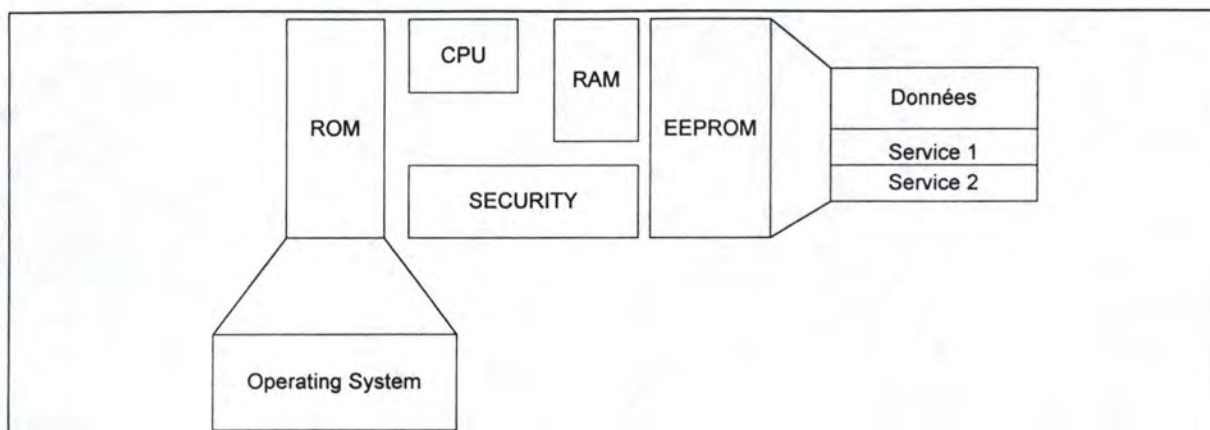 CPU
RAM
ROM
EEPROM
SECURITY
Données
Service 1
Service 2
Operating System